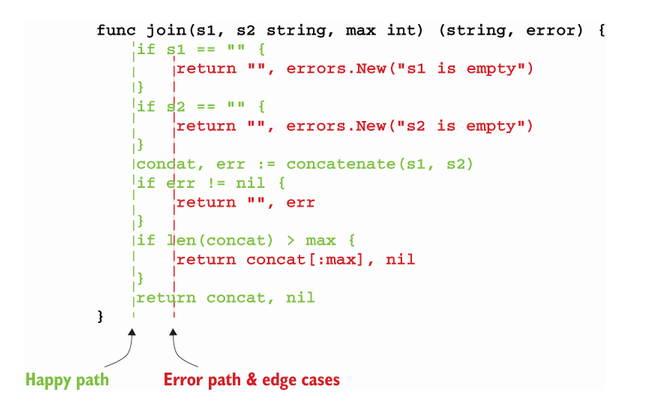 func join(s1, s2 string, max int) (string, error) {
if s1 == "" {
return "", errors.New("s1 is empty")
}
if s2 == "" {
return "", errors.New("s2 is empty")
}
concat, err := concatenate(s1, s2)
if err != nil {
return "", err
}
if len(concat) > max {
return concat[:max], nil
}
return concat, nil
}
Happy path
Error path & edge cases